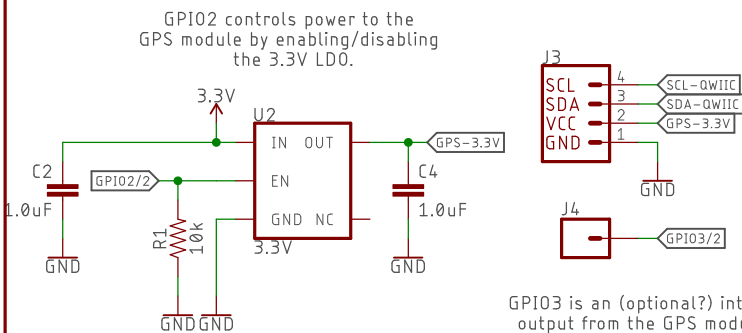 GPIO2 controls power to the
GPS module by enabling/disabling
the 3.3V LDO.
3.3V
U2
IN OUT
EN
GND NC
3.3V
GPS-3.3V
C2
1.0uF
GND
GPIO2/2
R1
10k
GND
GND
C4
1.0uF
GND
J3
SCL 4 SCL-QWIIC
SDA 3 SDA-QWIIC
VCC 2 GPS-3.3V
GND 1
GND
J4
GPIO3/2
GPIO3 is an (optional?)
output from the GPS